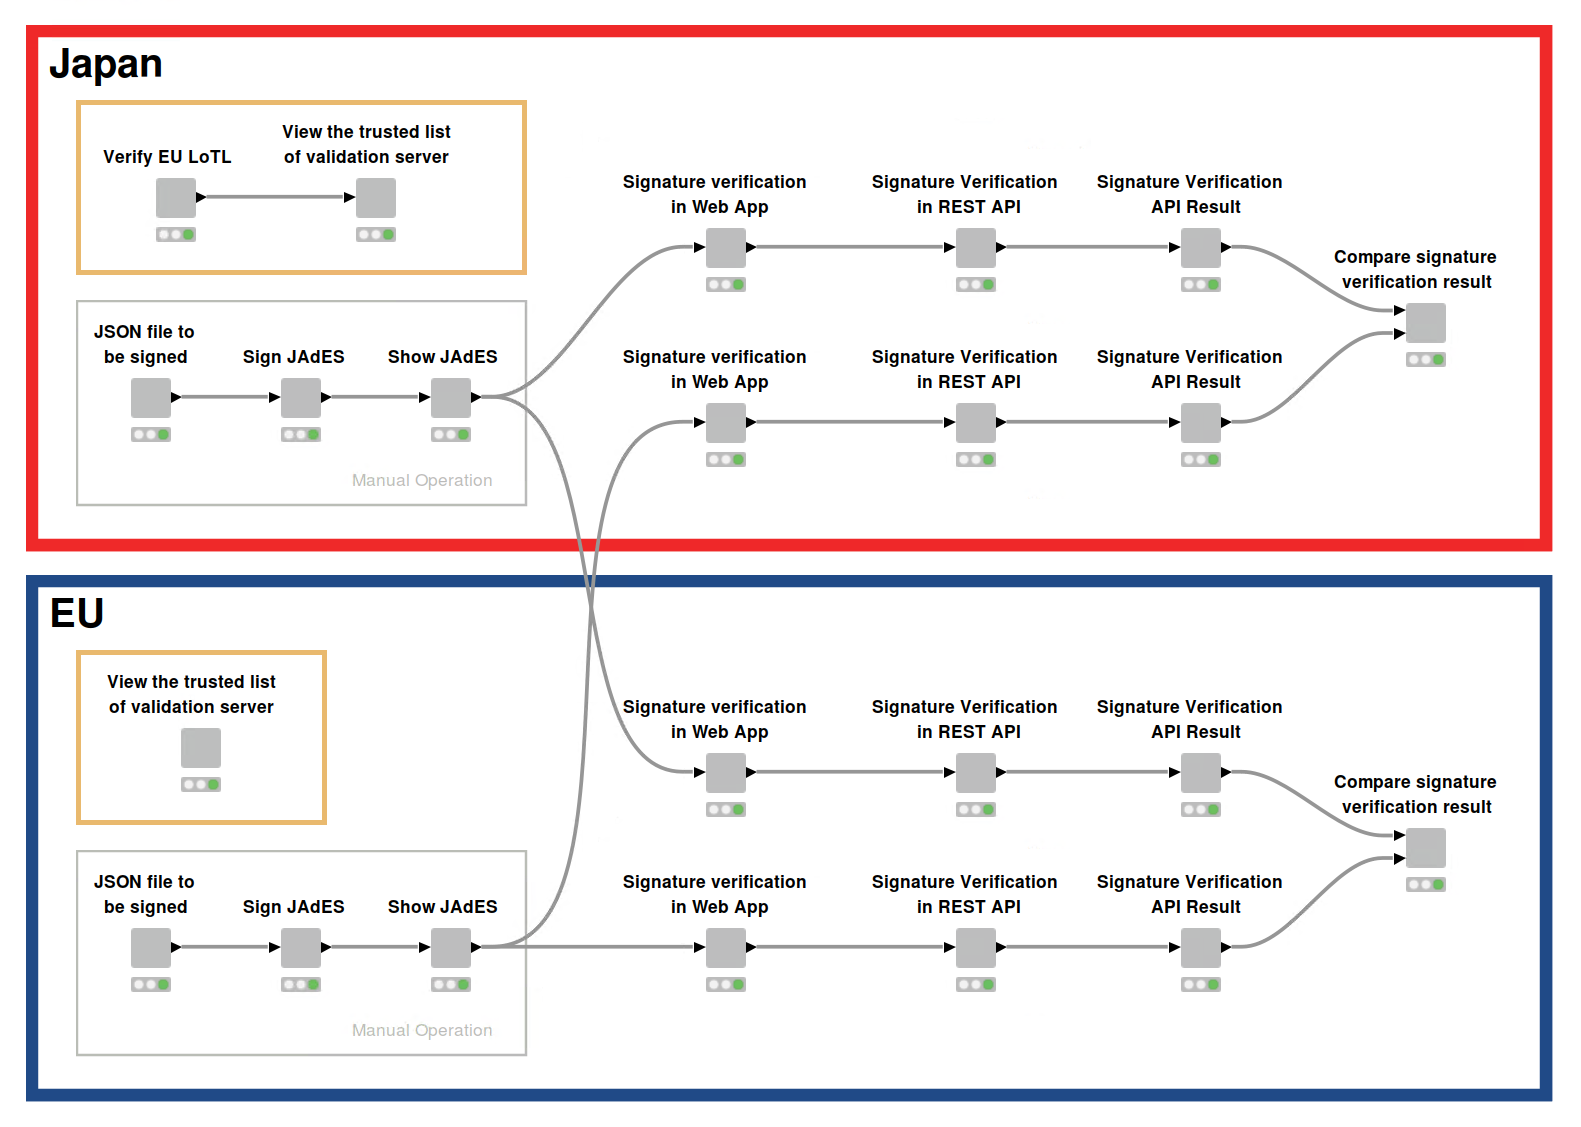 Japan
Verify EU LoTL
View the trusted list
of validation server
JSON file to
be signed
Sign JAdES
Show JAdES
Manual Operation
Signature verification
in Web App
Signature Verification
in REST API
Signature Verification
API Result
Signature verification
in Web App
Signature Verification
in REST API
Signature Verification
API Result
Compare signature
verification result
EU
View the trusted list
of validation server
JSON file to
be signed
Sign JAdES
Show JAdES
Manual Operation
Signature verification
in Web App
Signature Verification
in REST API
Signature Verification
API Result
Signature verification
in Web App
Signature Verification
in REST API
Signature Verification
API Result
Compare signature
verification result